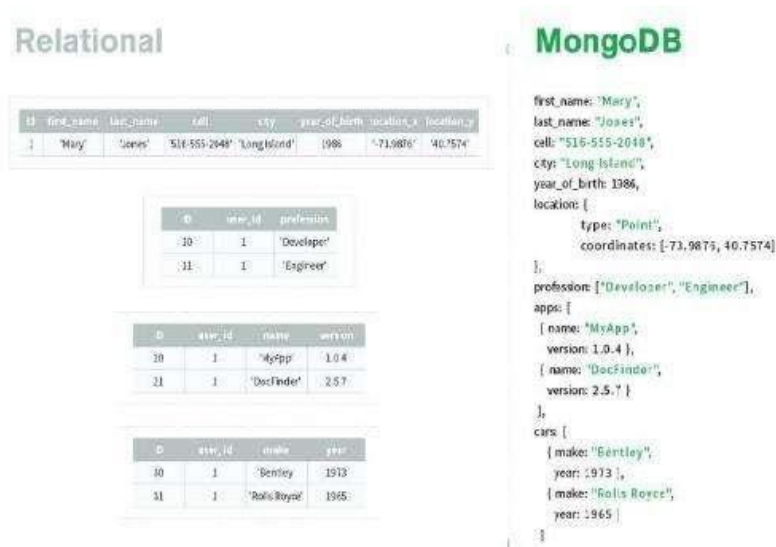 Relational
MongoDB
ID first_name last_name cell city year_of_birth location_x location_y
1 'Mary' 'Jones' '516-555-2048' 'Long Island' 1986 '-73.9876' '40.7574'
ID user_id profession
10 1 'Developer'
11 1 'Engineer'
ID user_id name version
20 1 'MyApp' 1.0.4
21 1 'DocFinder' 2.5.7
ID user_id make year
30 1 'Bentley' 1973
31 1 'Rolls Royce' 1965
first_name: "Mary",
last_name: "Jones",
cell: "516-555-2048",
city: "Long Island",
year_of_birth: 1986,
location: {
type: "Point",
coordinates: [-73.9876, 40.7574]
},
profession: ["Developer", "Engineer"],
apps: [
{ name: "MyApp",
version: 1.0.4 },
{ name: "DocFinder",
version: 2.5.7 }
],
cars: [
{ make: "Bentley",
year: 1973 },
{ make: "Rolls Royce",
year: 1965 }
]